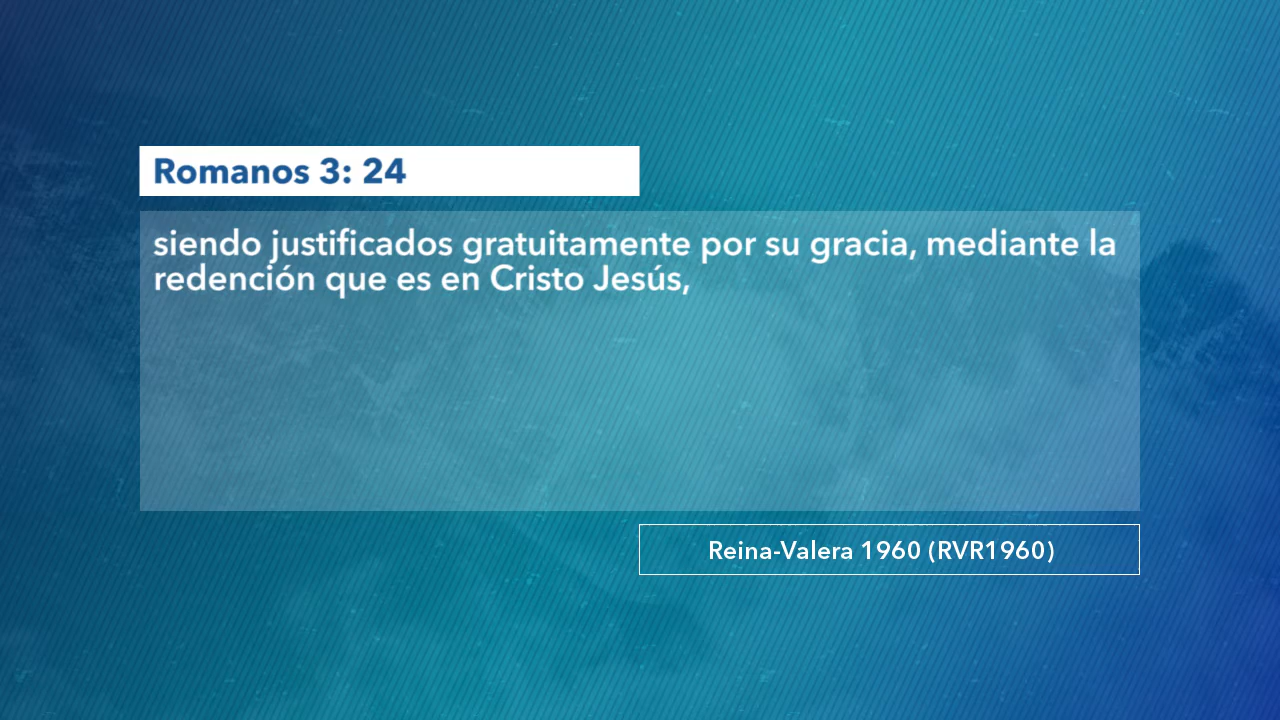 Romanos 3: 24
siendo justificados gratuitamente por su gracia, mediante la
redención que es en Cristo Jesús,
Reina-Valera 1960 (RVR1960)